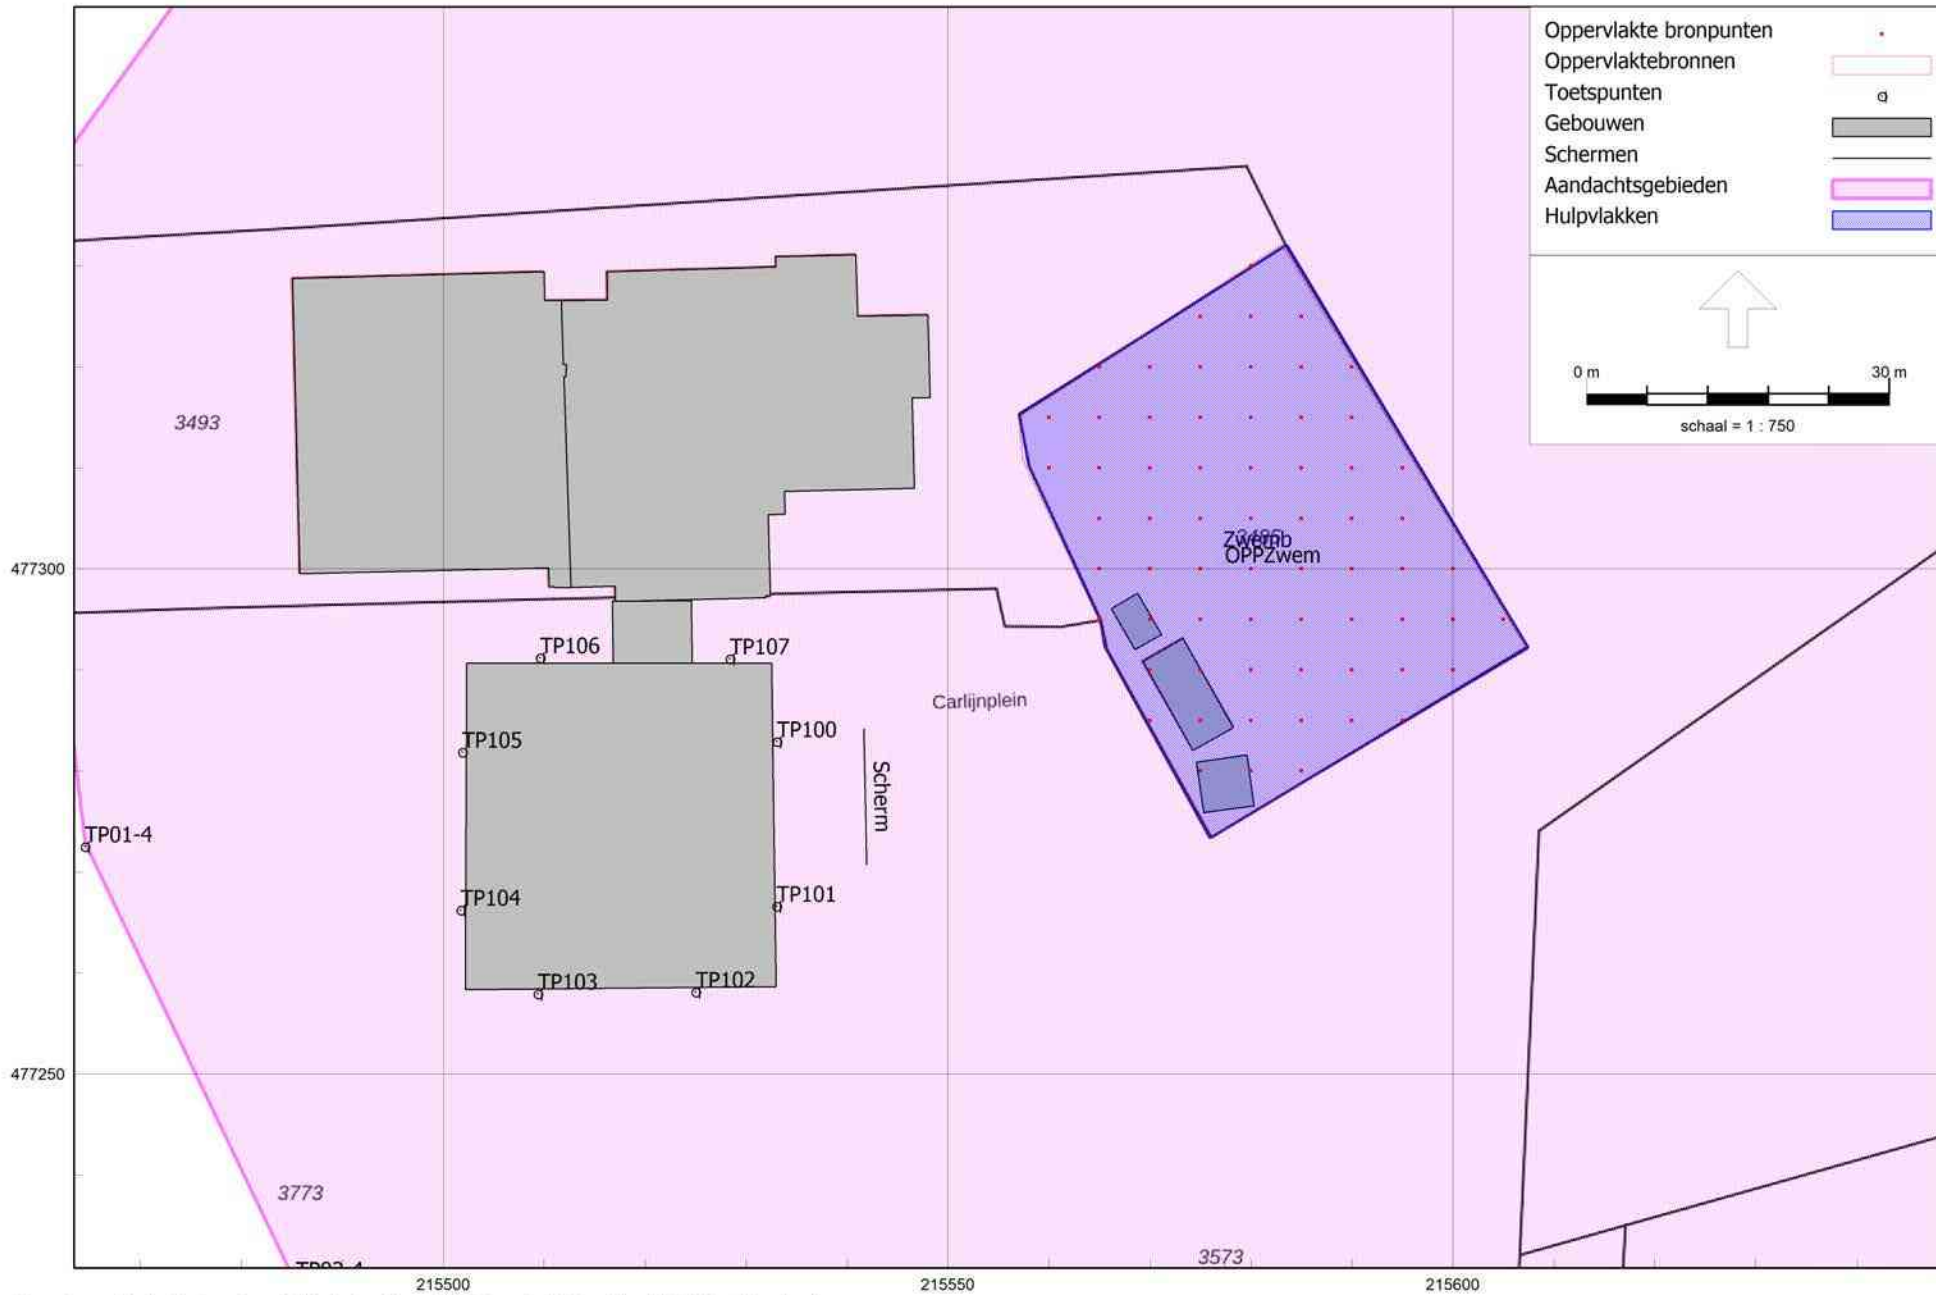 Oppervlakte bronpunten
Oppervlaktebronnen
Toetspunten
Gebouwen
Schermen
Aandachtsgebieden
Hulpvlakken
0 m 30 m
schaal = 1 : 750
3493
Zwemb
OPPZwem
477300
TP106 TP107
Carlijnplein
TP100
TP105
Scherm
TP01-4
TP104 TP101
TP103 TP102
477250
3773
3573
215500 215550 215600